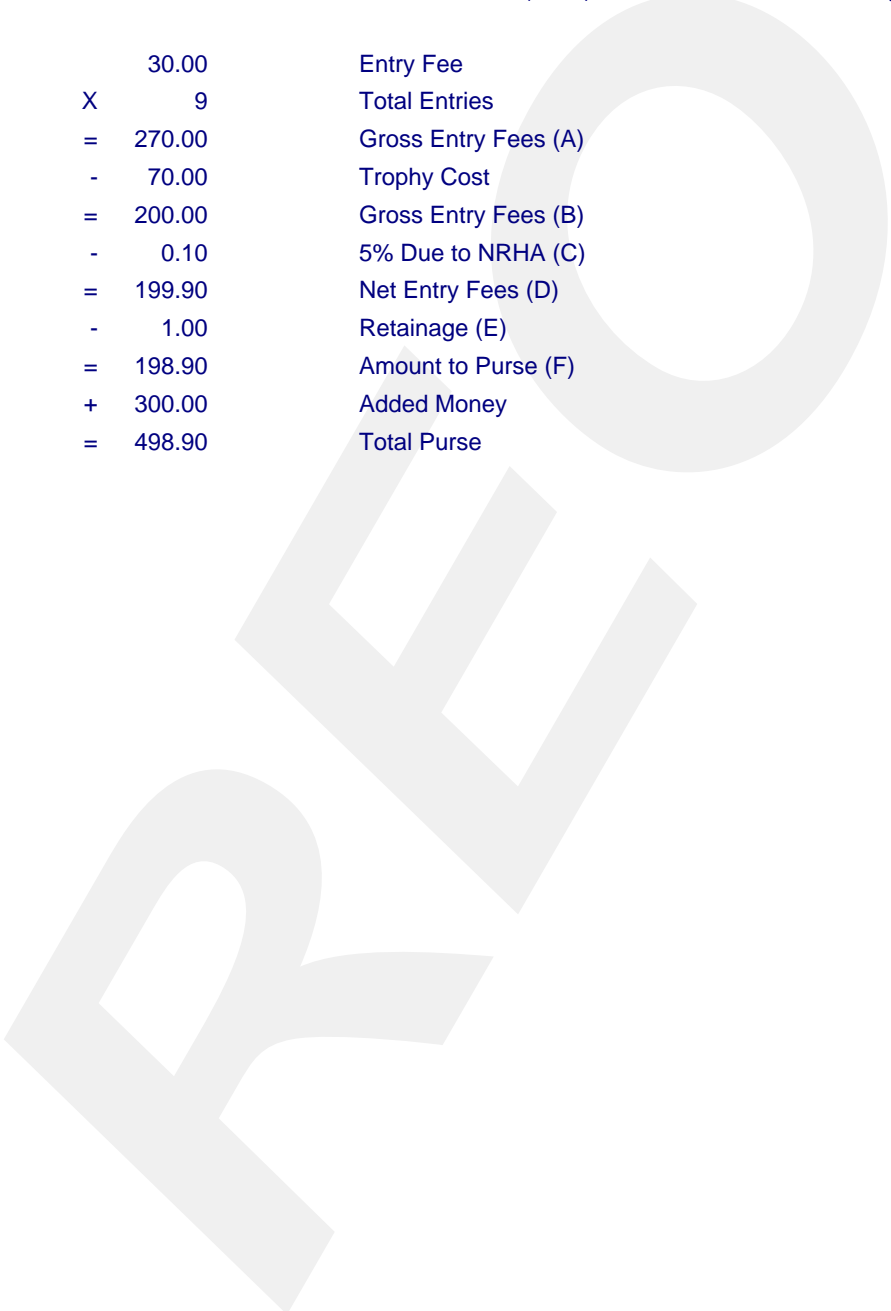 30.00 Entry Fee
X 9 Total Entries
= 270.00 Gross Entry Fees (A)
- 70.00 Trophy Cost
= 200.00 Gross Entry Fees (B)
- 0.10 5% Due to NRHA (C)
= 199.90 Net Entry Fees (D)
- 1.00 Retainage (E)
= 198.90 Amount to Purse (F)
+ 300.00 Added Money
= 498.90 Total Purse
REO